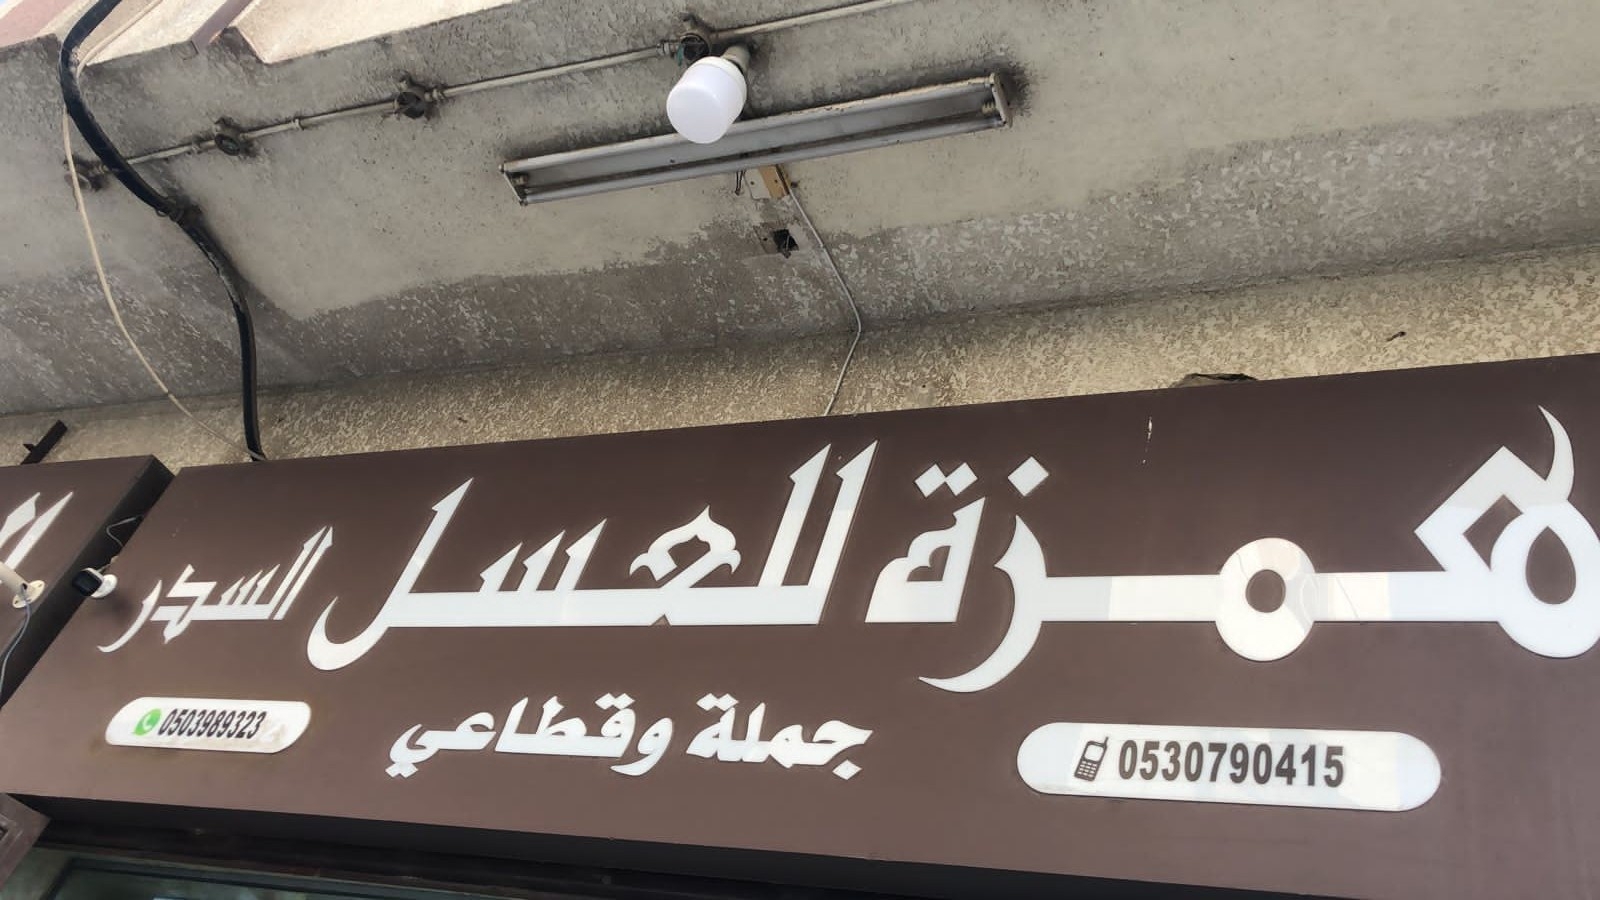 همزة للعسل السدر
جملة وقطاعي
0530790415
0503989323